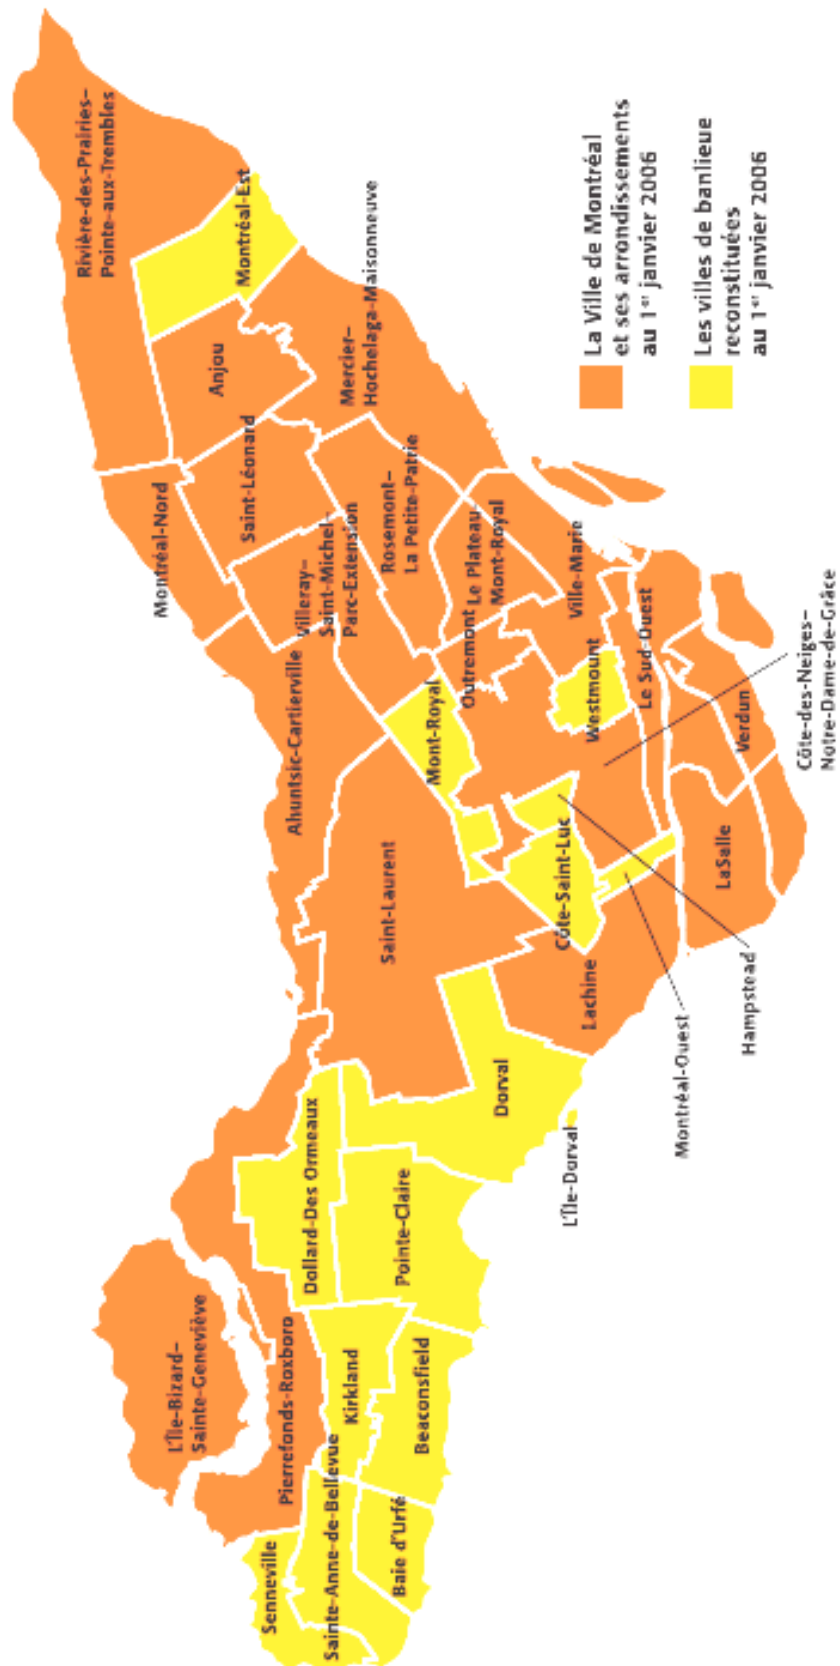 Rivière-des-Prairies–
Pointe-aux-Trembles
Montréal-Est
Anjou
Mercier–
Hochelaga-Maisonneuve
Montréal-Nord
Saint-Léonard
Villeray–
Saint-Michel–
Parc-Extension
Rosemont–
La Petite-Patrie
Ahuntsic-Cartierville
Le Plateau
Mont-Royal
Outremont
Ville-Marie
Mont-Royal
Westmount
Le Sud-Ouest
Verdun
Côte-des-Neiges–
Notre-Dame-de-Grâce
Saint-Laurent
Côte-Saint-Luc
LaSalle
Hampstead
Montréal-Ouest
Lachine
Dorval
L'Île-Dorval
Dollard-Des Ormeaux
Pointe-Claire
L'Île-Bizard–
Sainte-Geneviève
Pierrefonds-Roxboro
Kirkland
Beaconsfield
Senneville
Sainte-Anne-de-Bellevue
Baie d'Urfé
La Ville de Montréal
et ses arrondissements
au 1er janvier 2006
Les villes de banlieue
reconstituées
au 1er janvier 2006